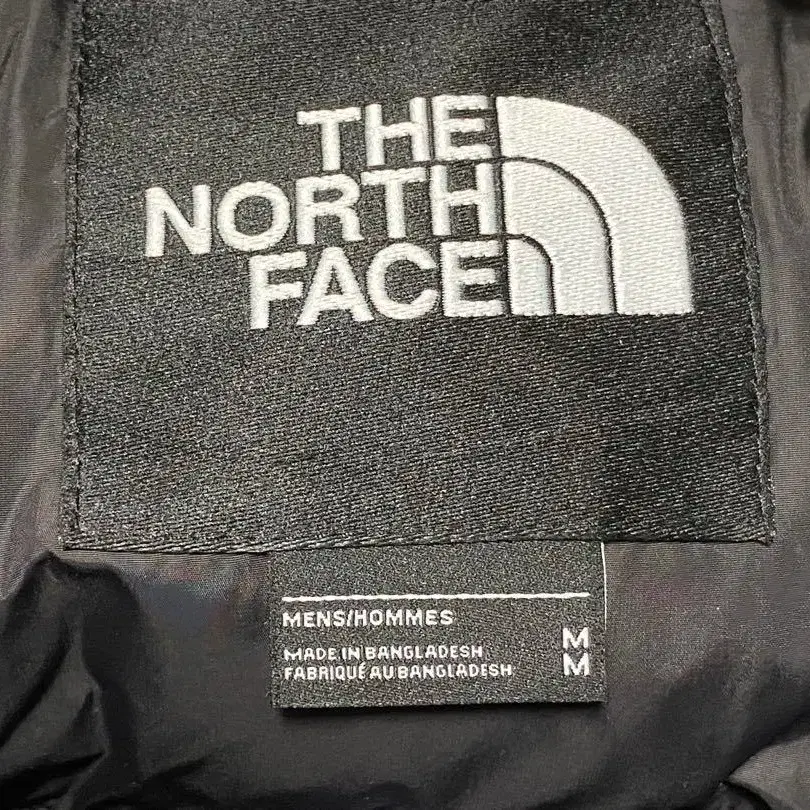 THE
NORTH
FACE
MENS/HOMMES
MADE IN BANGLADESH M
FABRIQUÉ AU BANGLADESH M